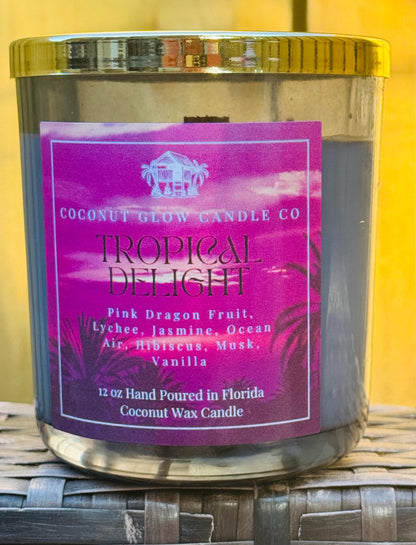 COCONUT GLOW CANDLE CO
TROPICAL
DELIGHT
Pink Dragon Fruit,
Lychee, Jasmine, Ocean
Air, Hibiscus, Musk,
Vanilla
12 oz Hand Poured in Florida
Coconut Wax Candle